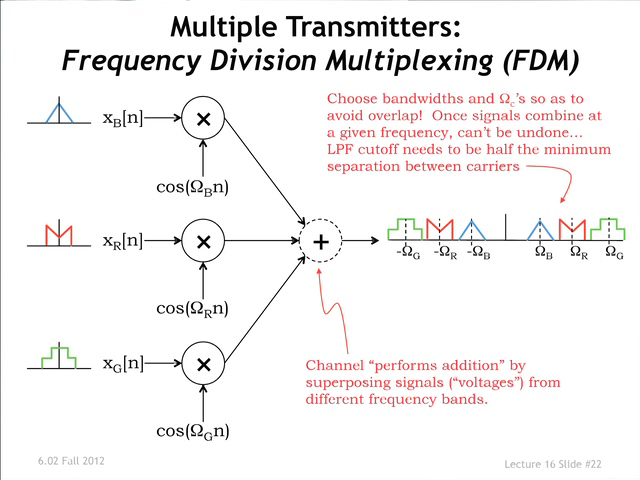 Multiple Transmitters:
Frequency Division Multiplexing (FDM)
Choose bandwidths and Ωc's so as to
avoid overlap! Once signals combine at
a given frequency, can't be undone...
LPF cutoff needs to be half the minimum
separation between carriers
xB[n]
×
cos(ΩBn)
xR[n]
×
+
-ΩG -ΩR -ΩB ΩB ΩR ΩG
cos(ΩRn)
xG[n]
×
Channel “performs addition” by
superposing signals (“voltages”) from
different frequency bands.
cos(ΩGn)
6.02 Fall 2012
Lecture 16 Slide #22